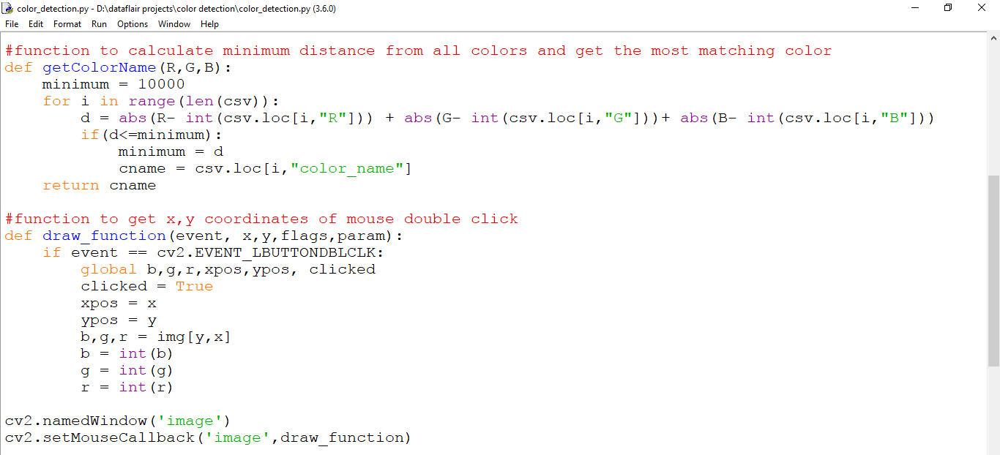 color_detection.py - D:\dataflair projects\color detection\color_detection.py (3.6.0)
File Edit Format Run Options Window Help
#function to calculate minimum distance from all colors and get the most matching color
def getColorName(R,G,B):
    minimum = 10000
    for i in range(len(csv)):
        d = abs(R- int(csv.loc[i,"R"])) + abs(G- int(csv.loc[i,"G"]))+ abs(B- int(csv.loc[i,"B"]))
        if(d<=minimum):
            minimum = d
            cname = csv.loc[i,"color_name"]
    return cname
#function to get x,y coordinates of mouse double click
def draw_function(event, x,y,flags,param):
    if event == cv2.EVENT_LBUTTONDBLCLK:
        global b,g,r,xpos,ypos, clicked
        clicked = True
        xpos = x
        ypos = y
        b,g,r = img[y,x]
        b = int(b)
        g = int(g)
        r = int(r)
cv2.namedWindow('image')
cv2.setMouseCallback('image',draw_function)